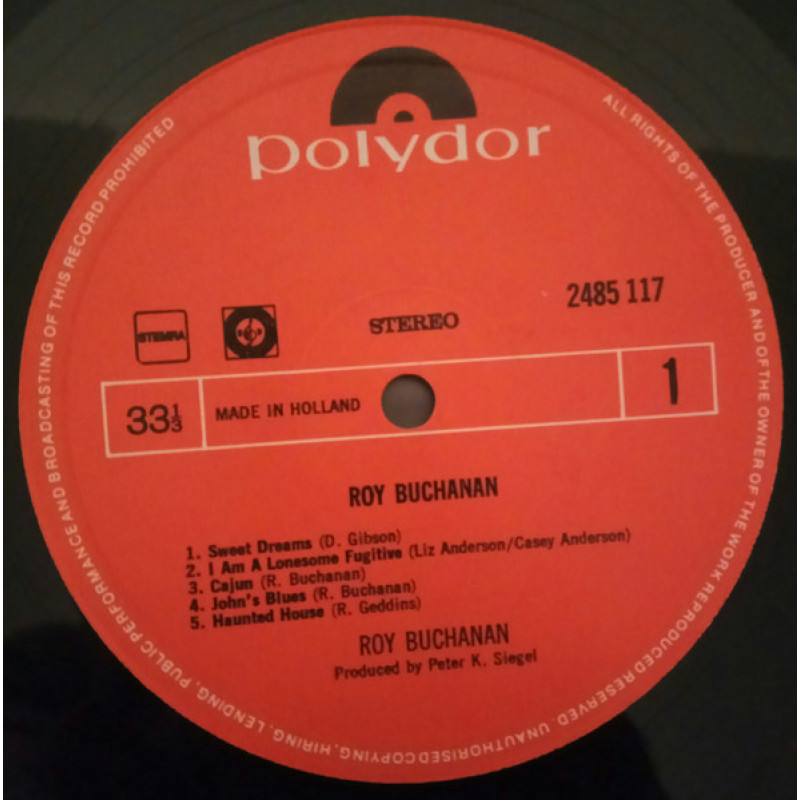 polydor
2485 117
STEMRA
STEREO
33⅓
MADE IN HOLLAND
1
ROY BUCHANAN
1. Sweet Dreams (D. Gibson)
2. I Am A Lonesome Fugitive (Liz Anderson/Casey Anderson)
3. Cajun (R. Buchanan)
4. John's Blues (R. Buchanan)
5. Haunted House (R. Geddins)
ROY BUCHANAN
Produced by Peter K. Siegel
ALL RIGHTS OF THE PRODUCER AND OF THE OWNER OF THE WORK REPRODUCED RESERVED. UNAUTHORISED COPYING, HIRING, LENDING, PUBLIC PERFORMANCE AND BROADCASTING OF THIS RECORD PROHIBITED